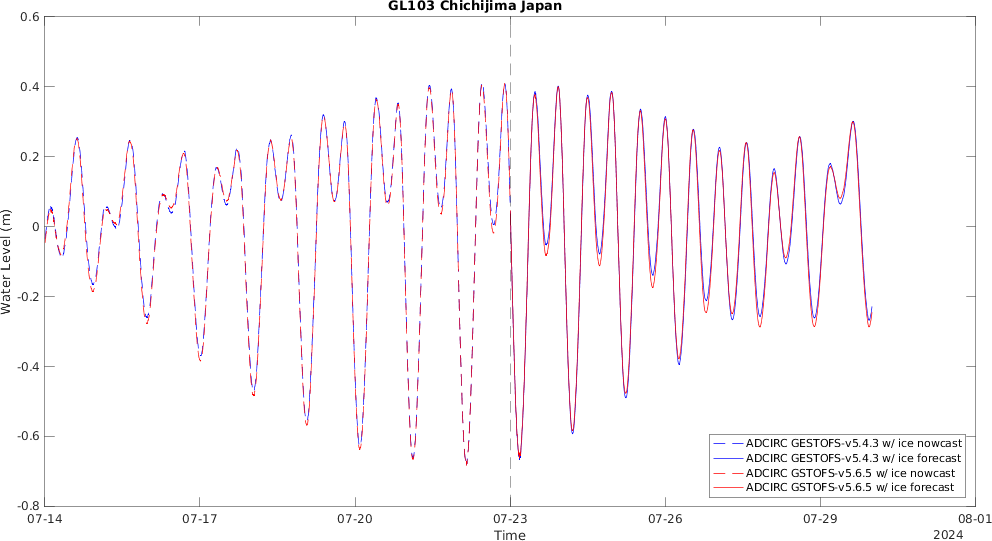 GL103 Chichijima Japan
0.6
0.4
0.2
0
-0.2
-0.4
-0.6
-0.8
Water Level (m)
ADCIRC GESTOFS-v5.4.3 w/ ice nowcast
ADCIRC GESTOFS-v5.4.3 w/ ice forecast
ADCIRC GSTOFS-v5.6.5 w/ ice nowcast
ADCIRC GSTOFS-v5.6.5 w/ ice forecast
07-14 07-17 07-20 07-23 07-26 07-29 08-01
Time
2024